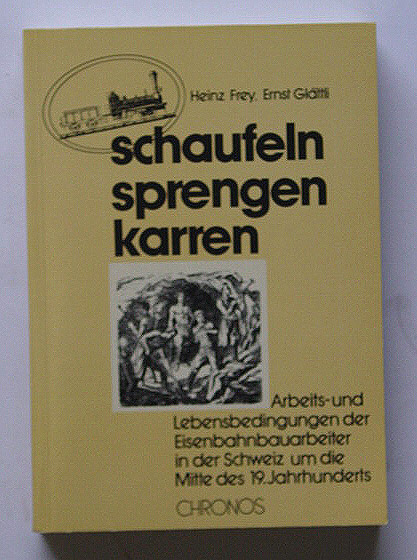 Heinz Frey, Ernst Glättli
schaufeln
sprengen
karren
Arbeits-und
Lebensbedingungen der
Eisenbahnbauarbeiter
in der Schweiz um die
Mitte des 19. Jahrhunderts
CHRONOS